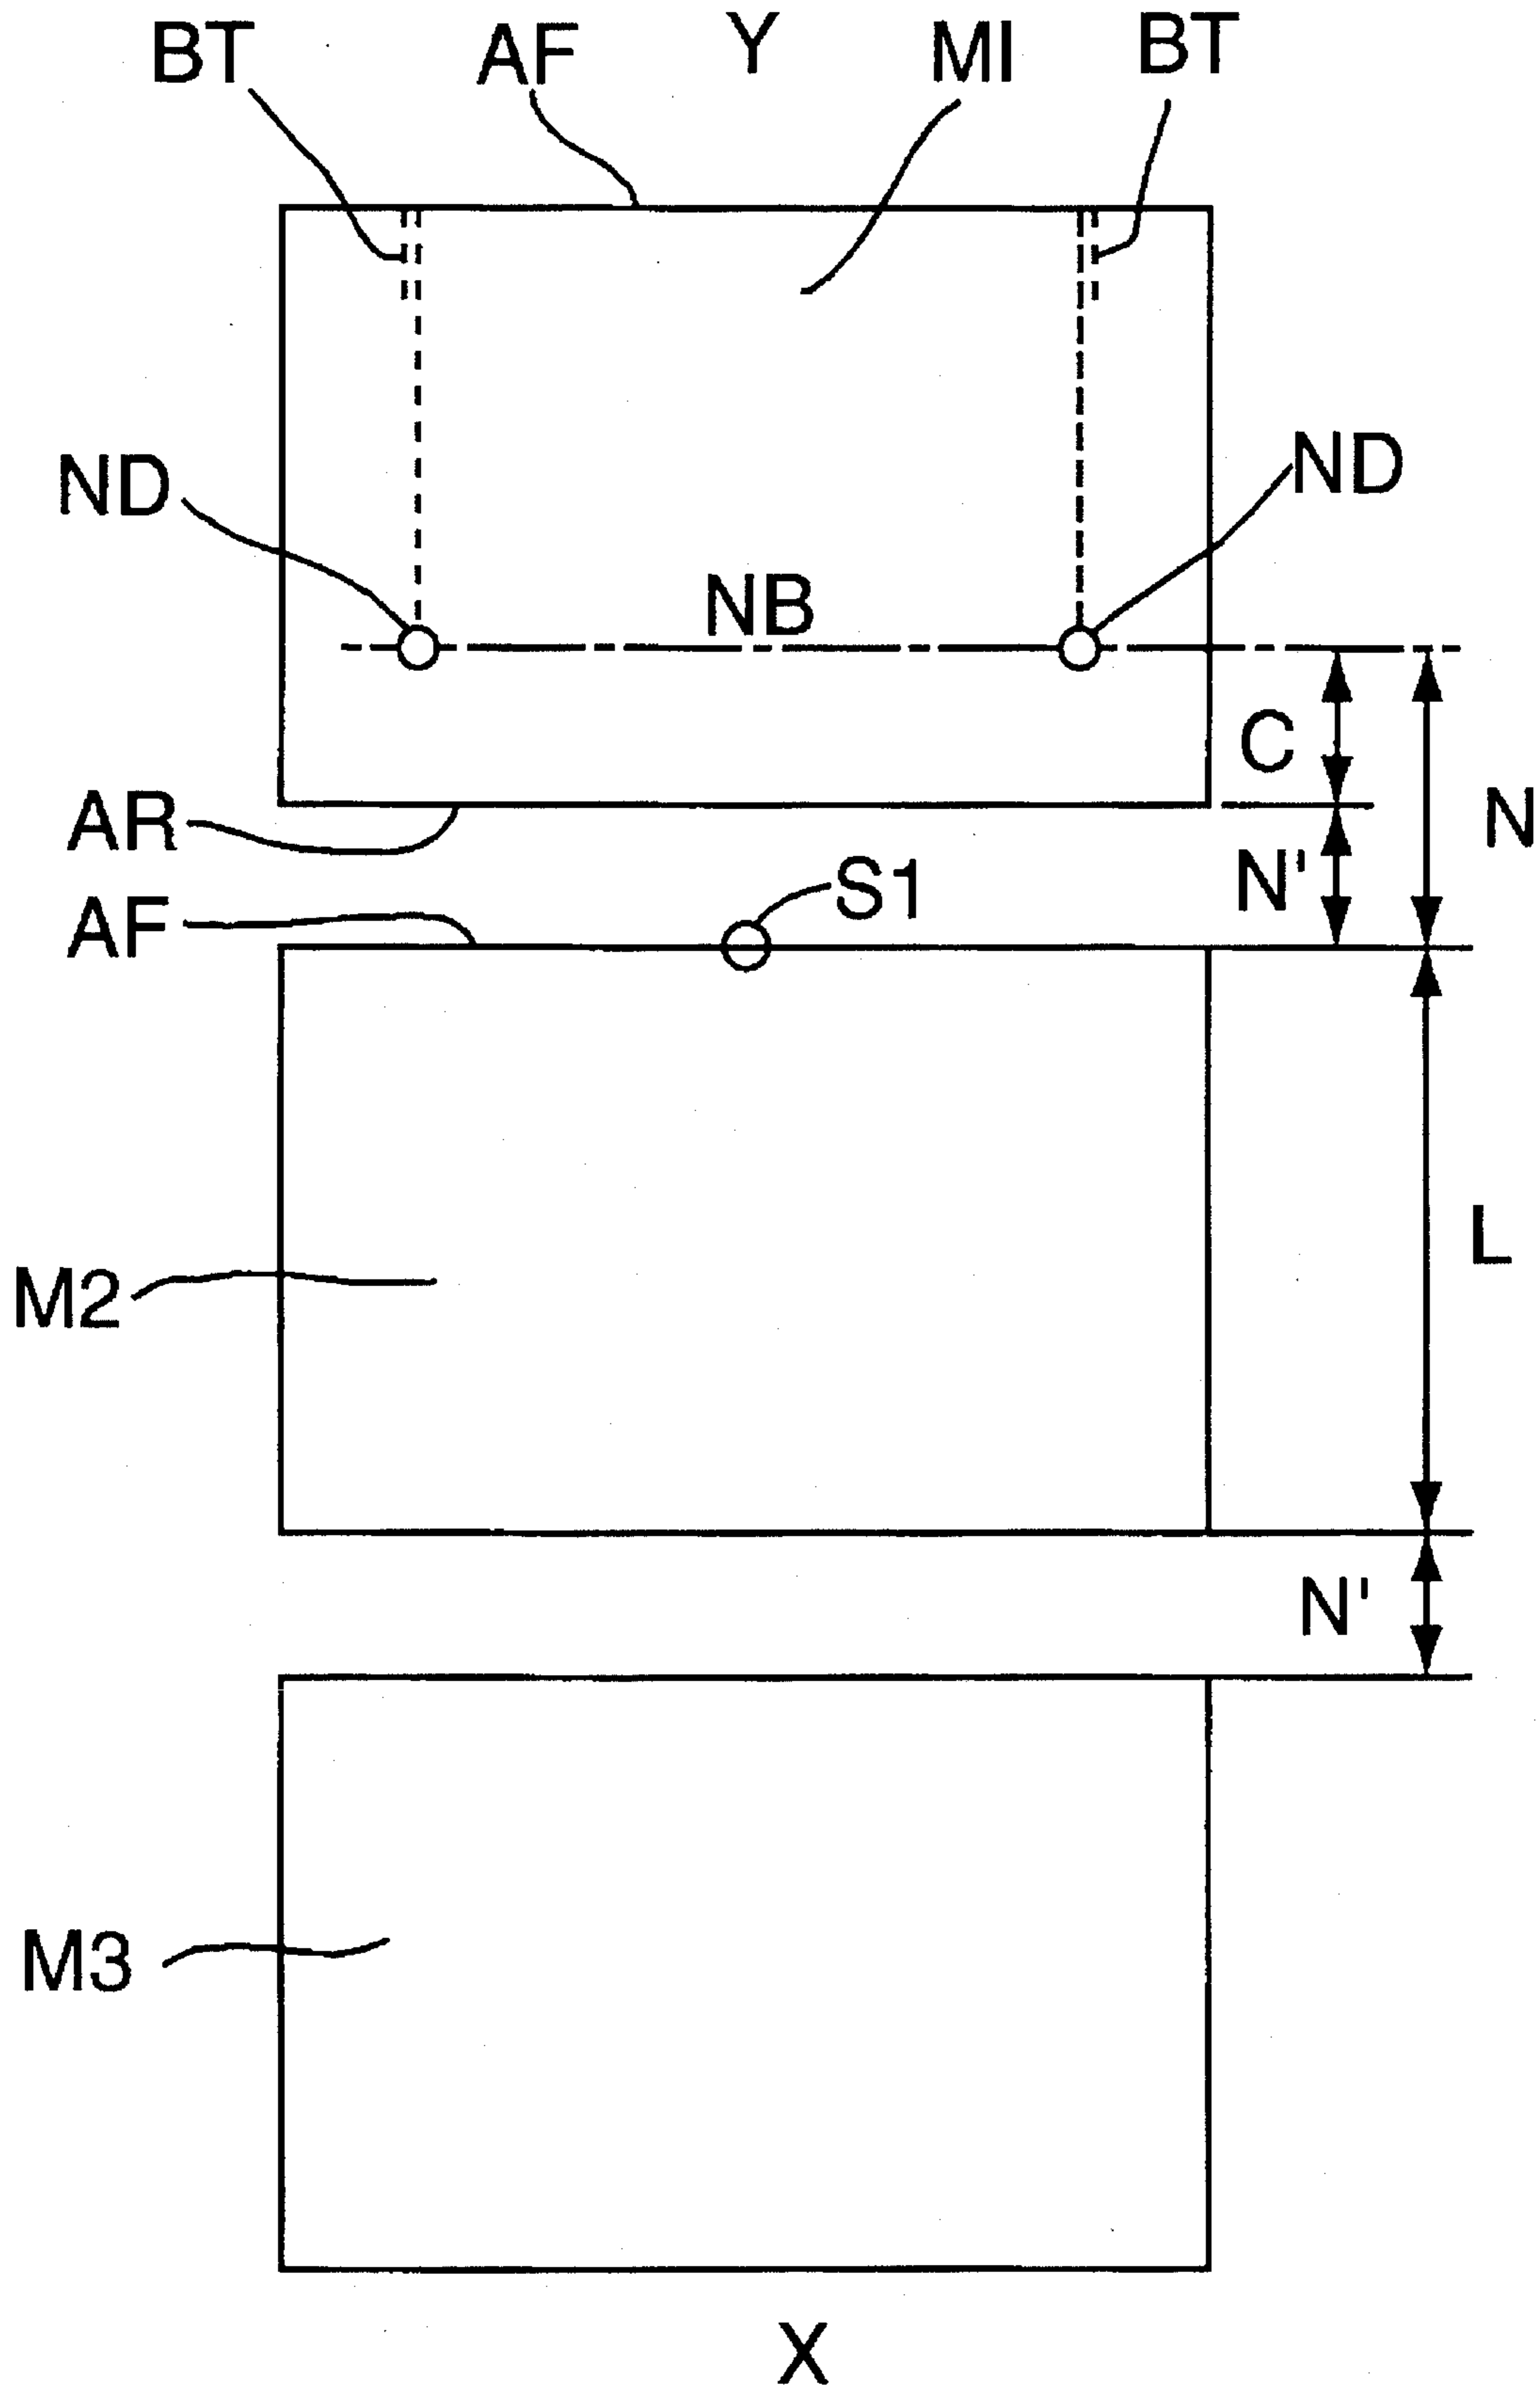 BT AF Y MI BT
ND ND
NB
C
N
AR
N'
S1
AF
L
M2
N'
M3
X